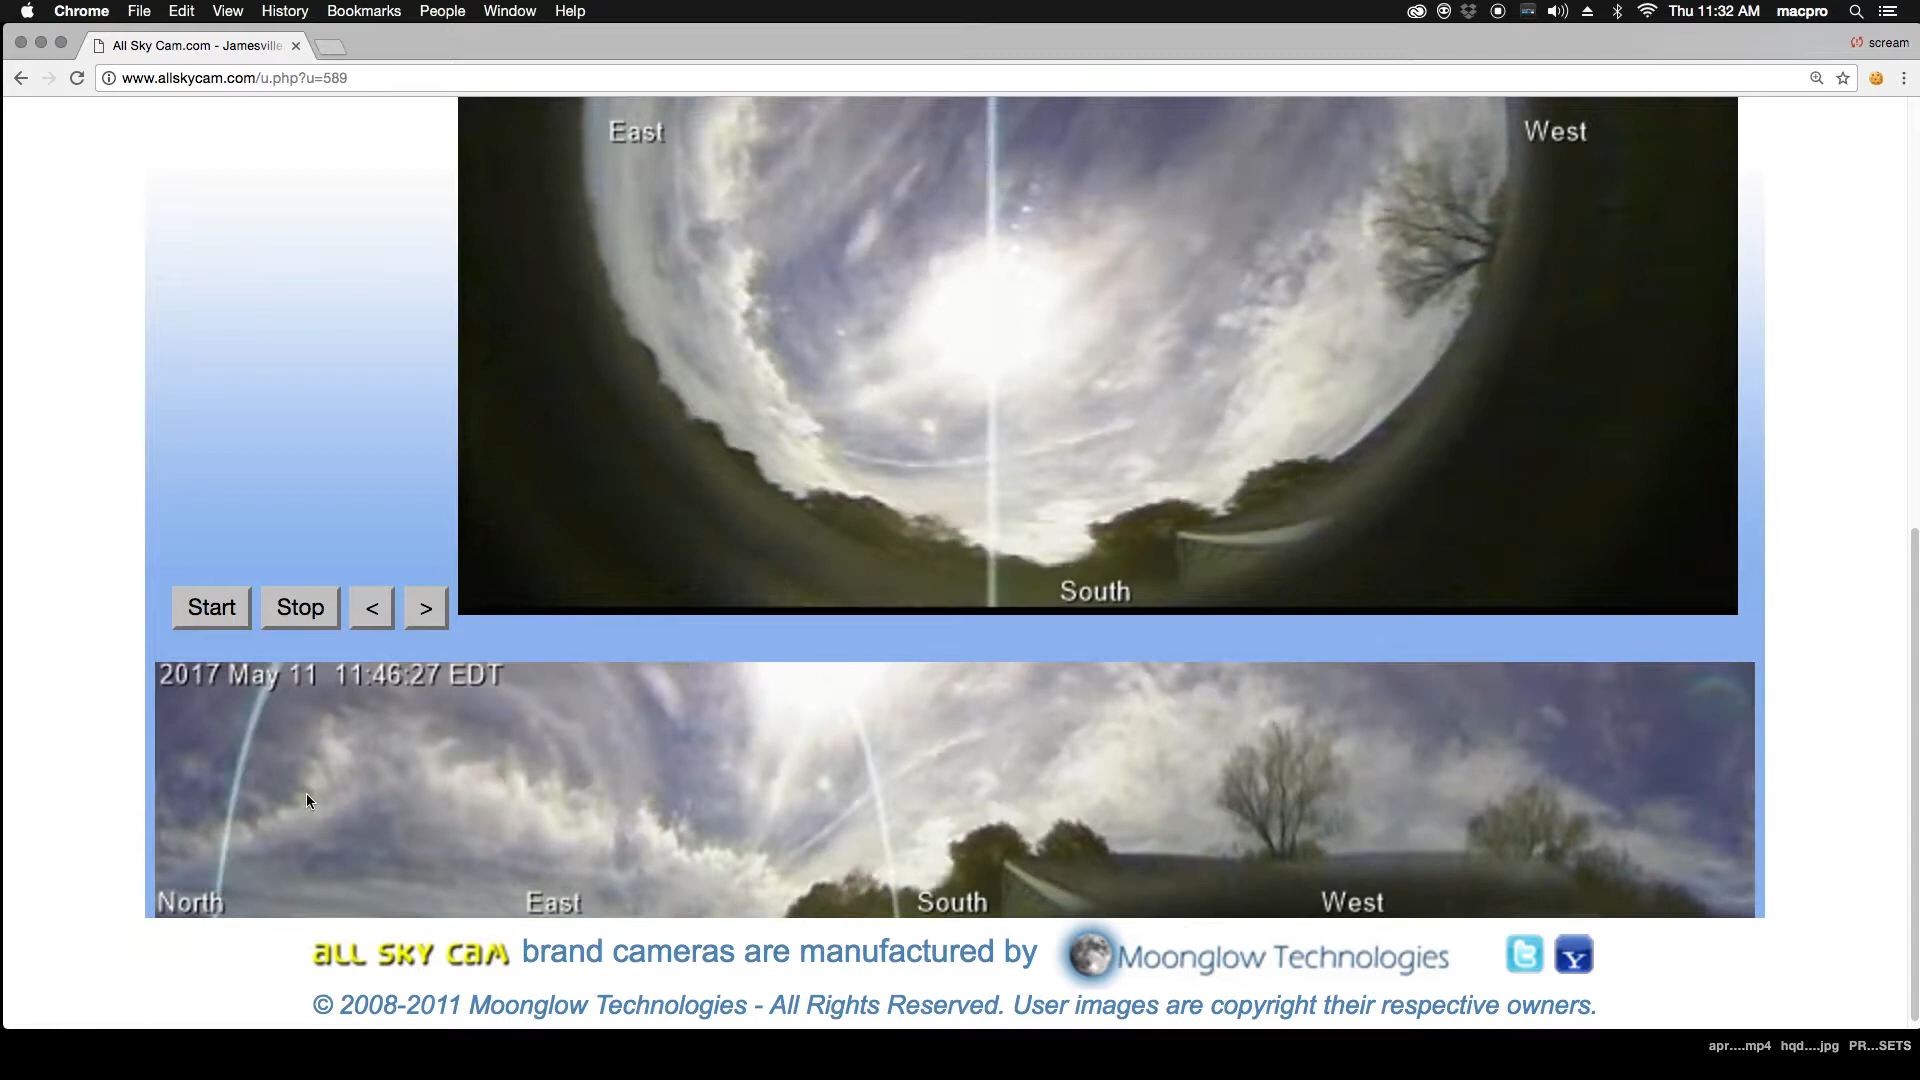 Chrome File Edit View History Bookmarks People Window Help Thu 11:32 AM macpro
All Sky Cam.com - Jamesville scream
www.allskycam.com/u.php?u=589
East West
South
Start Stop < >
2017 May 11 11:46:27 EDT
North East South West
all sky cam brand cameras are manufactured by Moonglow Technologies
© 2008-2011 Moonglow Technologies - All Rights Reserved. User images are copyright their respective owners.
apr....mp4 hqd....jpg PR...SETS